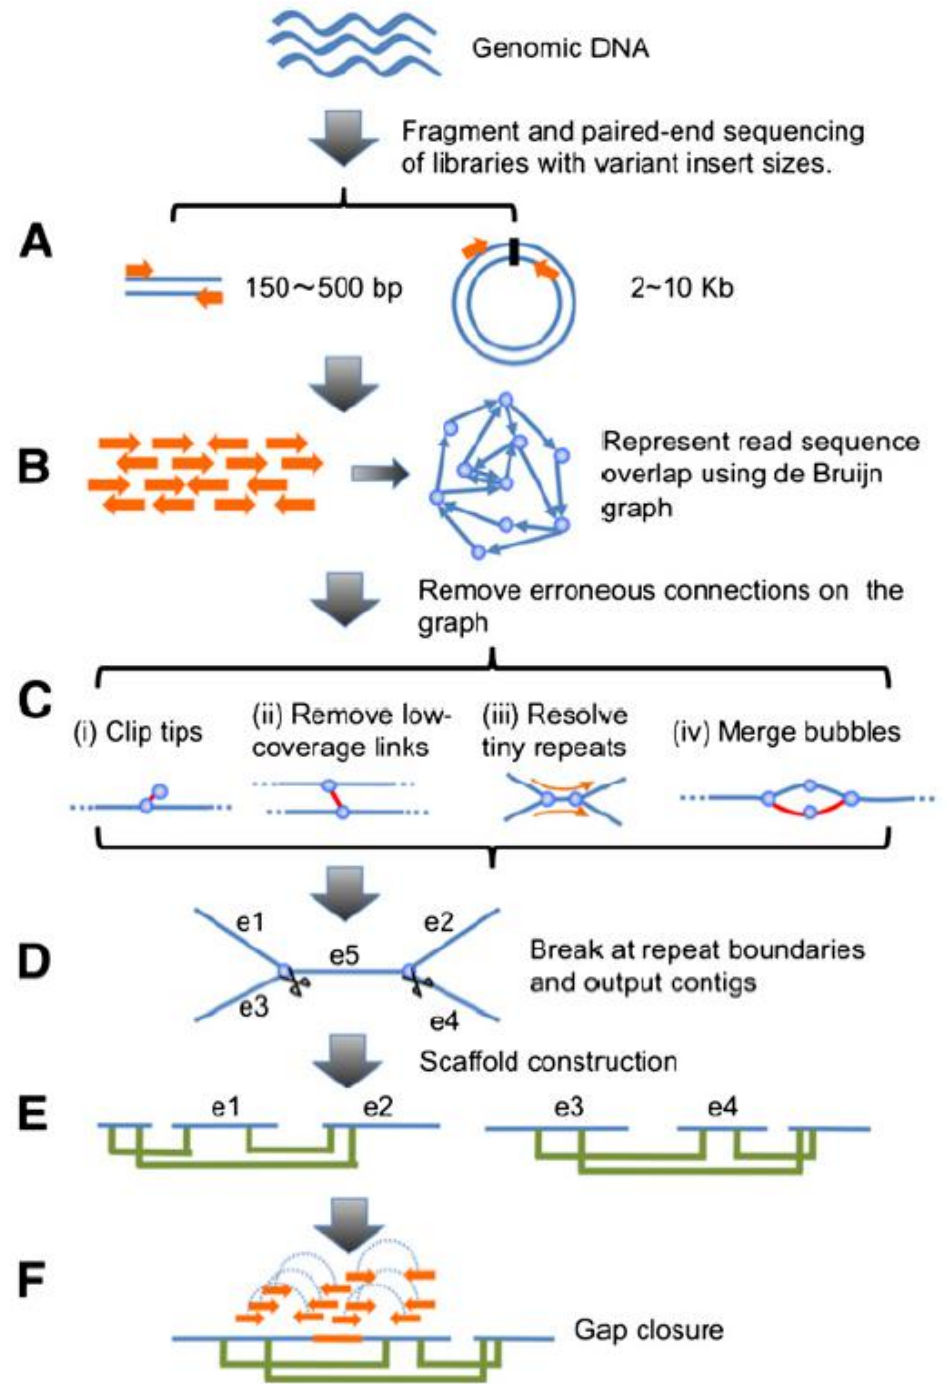 Genomic DNA
Fragment and paired-end sequencing
of libraries with variant insert sizes.
A
150~500 bp
2~10 Kb
B
Represent read sequence
overlap using de Bruijn
graph
Remove erroneous connections on the
graph
C
(i) Clip tips
(ii) Remove low-
coverage links
(iii) Resolve
tiny repeats
(iv) Merge bubbles
D
e1
e2
e5
e3
e4
Break at repeat boundaries
and output contigs
Scaffold construction
E
e1
e2
e3
e4
F
Gap closure